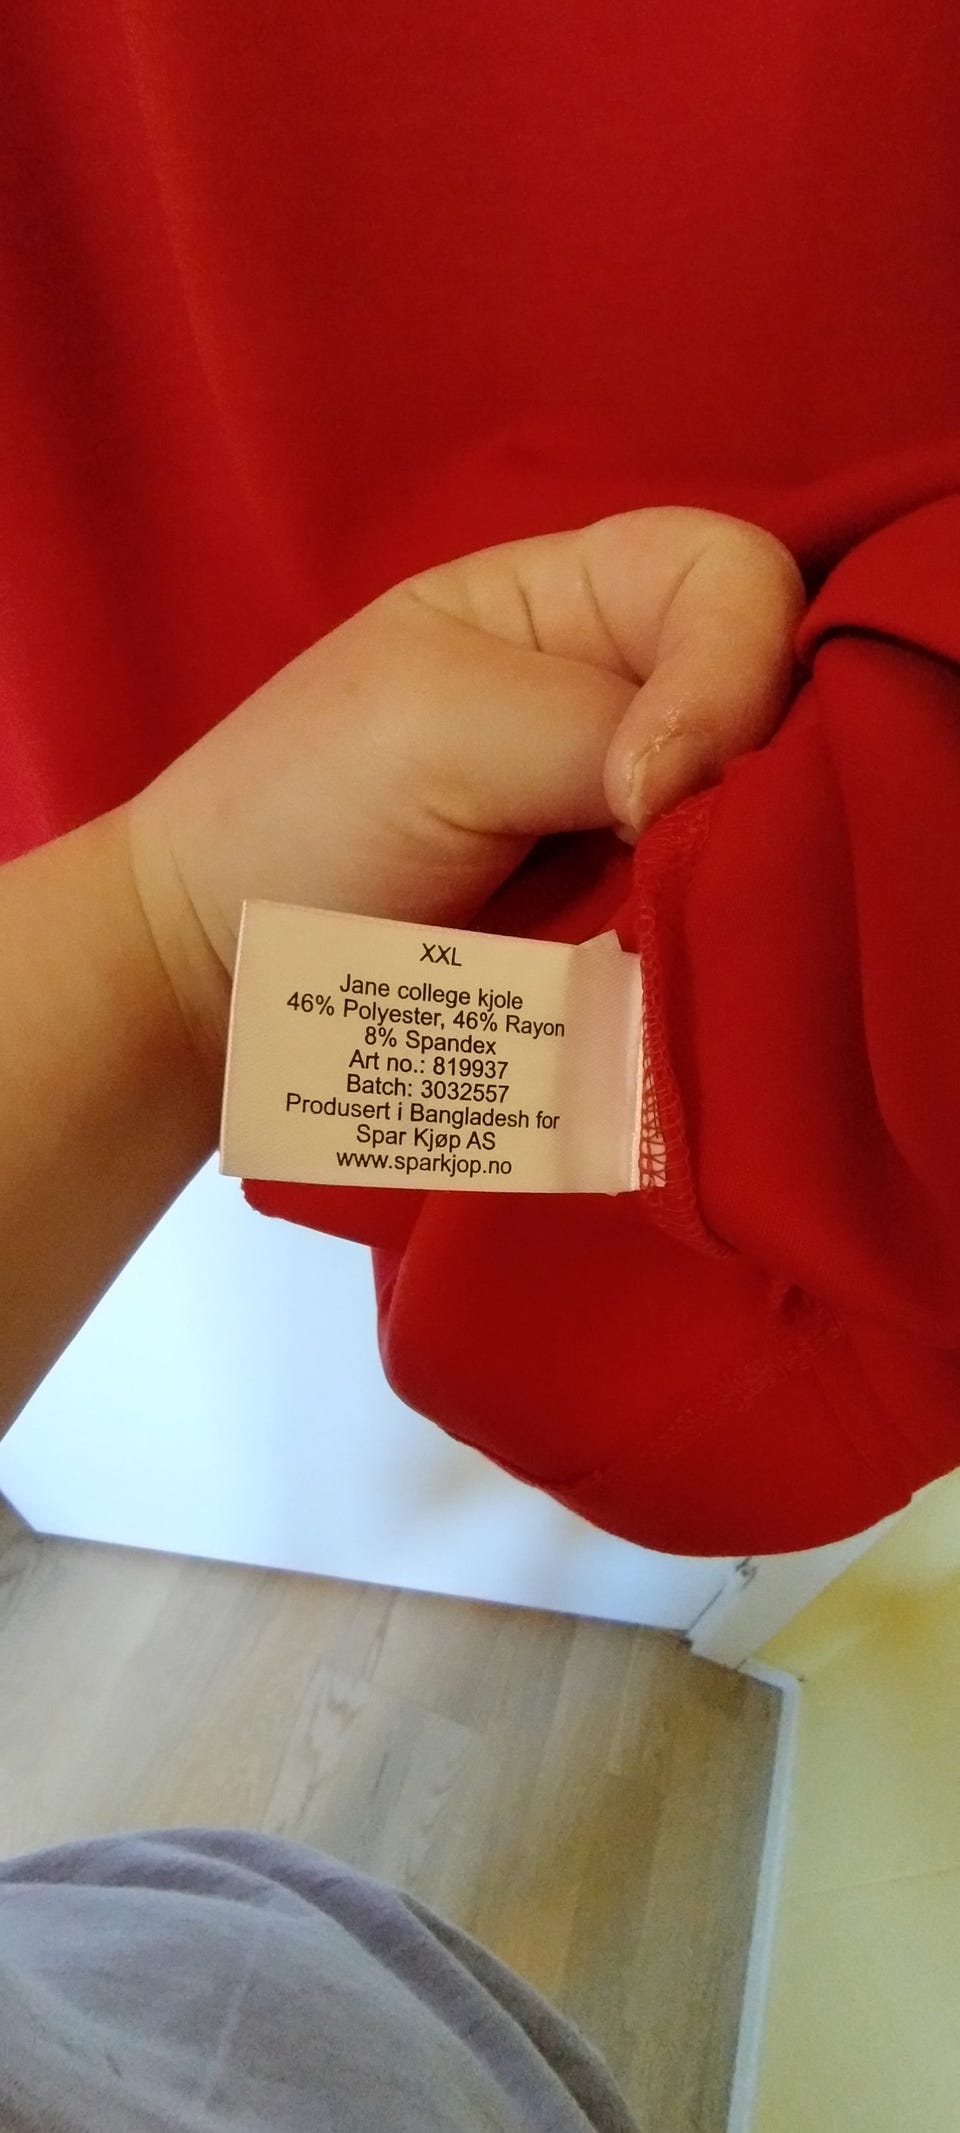 XXL
Jane college kjole
46% Polyester, 46% Rayon
8% Spandex
Art no.: 819937
Batch: 3032557
Produsert i Bangladesh for
Spar Kjøp AS
www.sparkjop.no